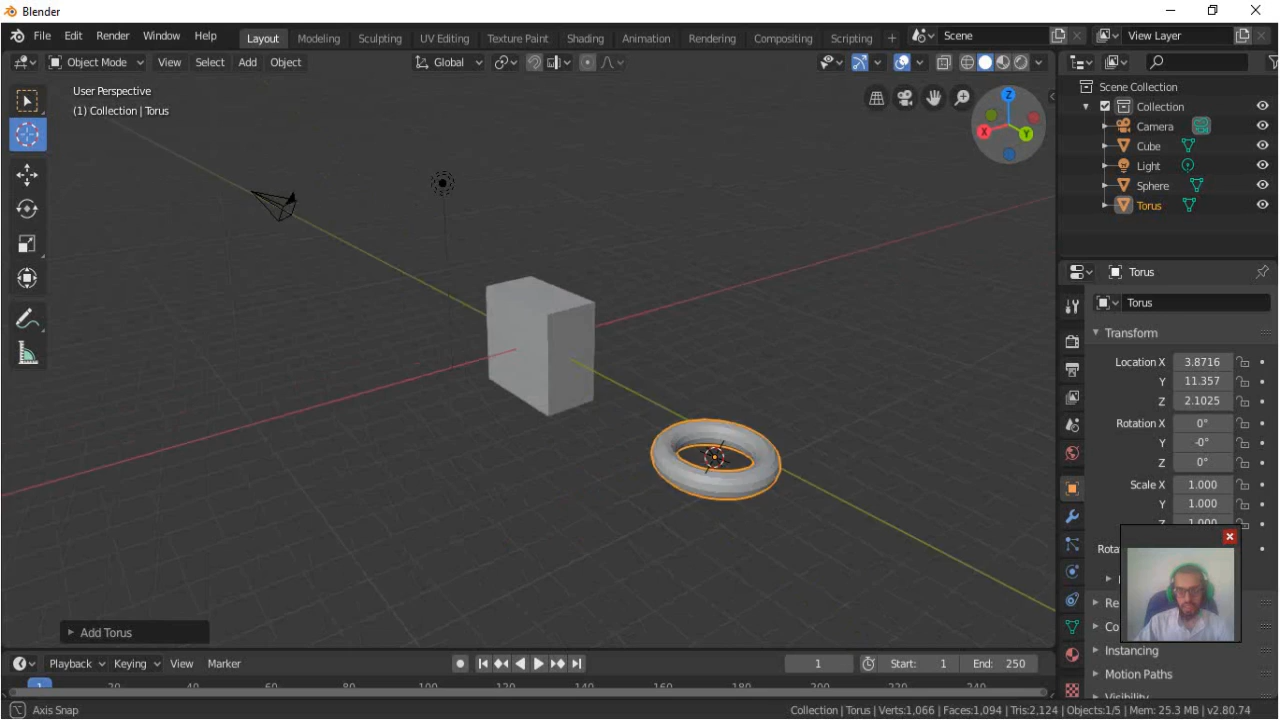 Blender
File Edit Render Window Help Layout Modeling Sculpting UV Editing Texture Paint Shading Animation Rendering Compositing Scripting + Scene View Layer
Object Mode View Select Add Object Global
User Perspective
(1) Collection | Torus
Z
X
Y
Scene Collection
Collection
Camera
Cube
Light
Sphere
Torus
Torus
Torus
Transform
Location X 3.8716
Y 11.357
Z 2.1025
Rotation X 0°
Y -0°
Z 0°
Scale X 1.000
Y 1.000
Z 1.000
Rota
Re
Co
Instancing
Motion Paths
Visibility
Add Torus
Playback Keying View Marker 1 Start: 1 End: 250
1 20 40 60 80 100 120 140 160 180 200 220 240
Axis Snap
Collection | Torus | Verts:1,066 | Faces:1,094 | Tris:2,124 | Objects:1/5 | Mem: 25.3 MB | v2.80.74